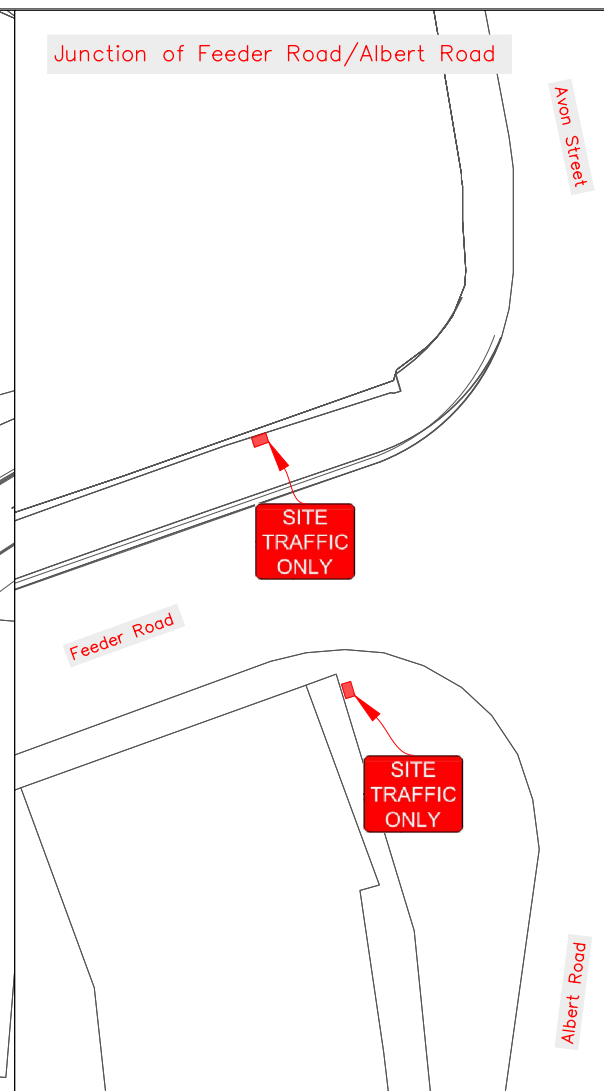 Junction of Feeder Road/Albert Road
Avon Street
SITE
TRAFFIC
ONLY
Feeder Road
SITE
TRAFFIC
ONLY
Albert Road